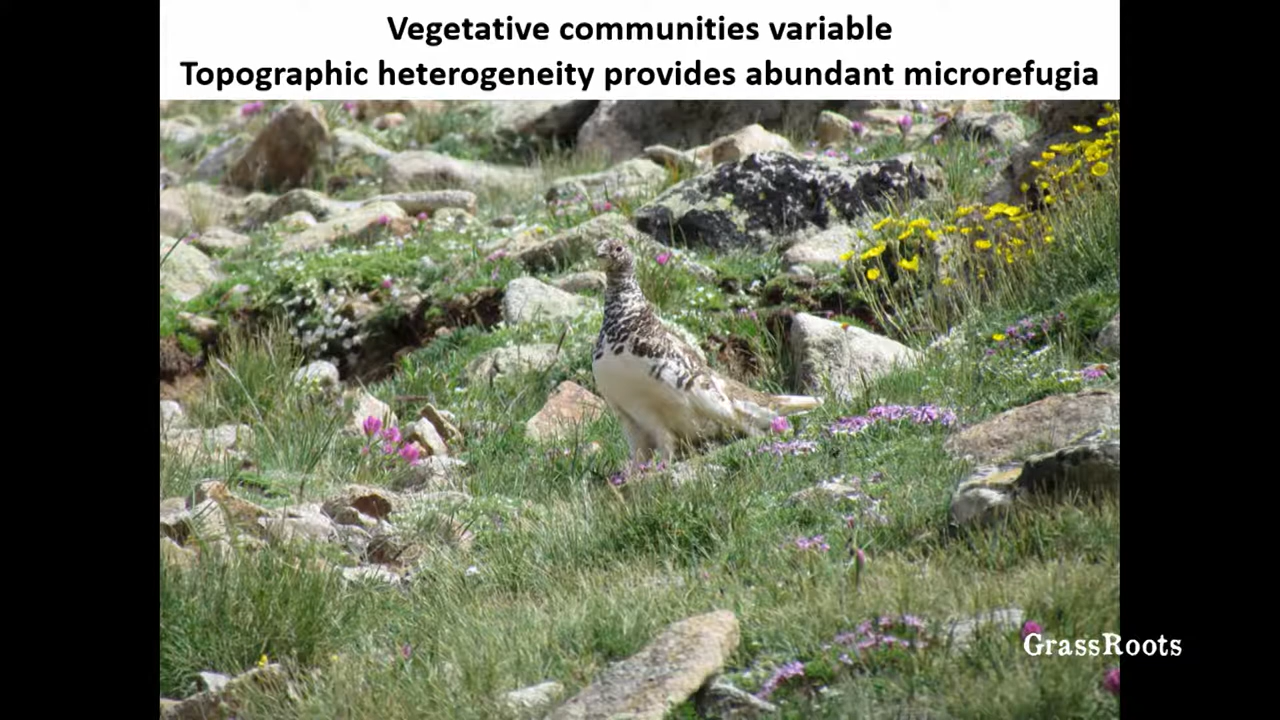 Vegetative communities variable
Topographic heterogeneity provides abundant microrefugia
GrassRoots